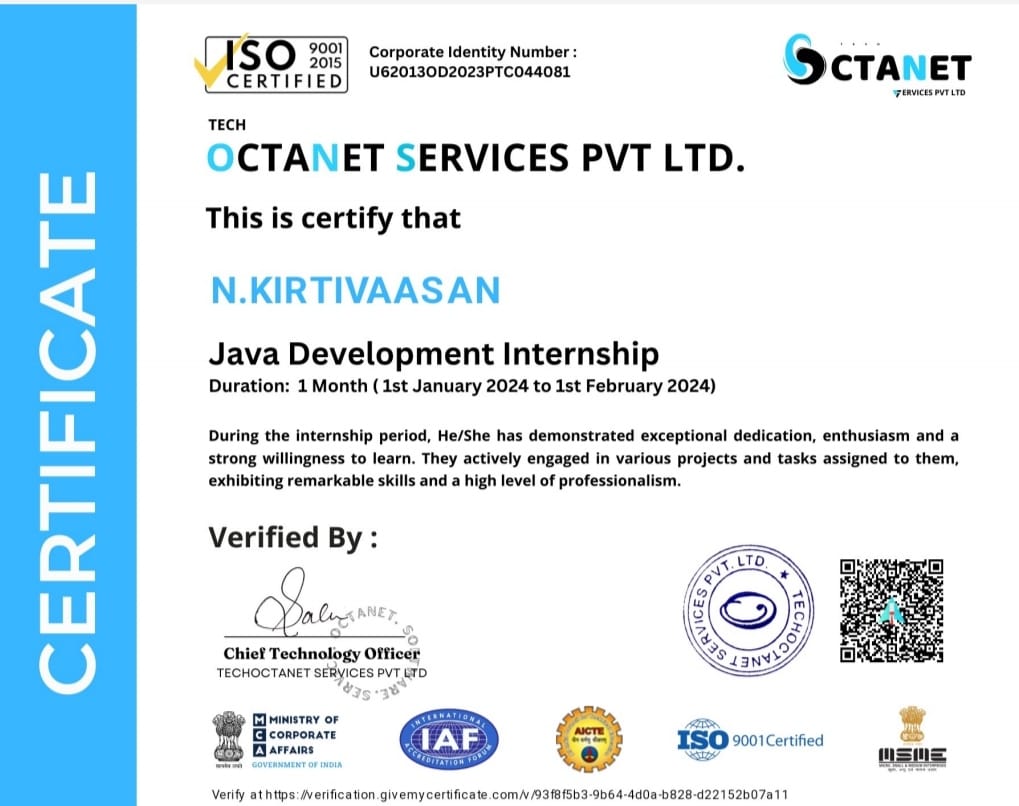 CERTIFICATE
ISO 9001
2015
CERTIFIED
Corporate Identity Number :
U62013OD2023PTC044081
OCTANET
SERVICES PVT LTD
TECH
OCTANET SERVICES PVT LTD.
This is certify that
N.KIRTIVAASAN
Java Development Internship
Duration: 1 Month ( 1st January 2024 to 1st February 2024)
During the internship period, He/She has demonstrated exceptional dedication, enthusiasm and a
strong willingness to learn. They actively engaged in various projects and tasks assigned to them,
exhibiting remarkable skills and a high level of professionalism.
Verified By :
OCTANET. SOFTWARE. SERVICES.
Chief Technology Officer
TECHOCTANET SERVICES PVT LTD
TECHOCTANET SERVICES PVT. LTD.
MCA
MINISTRY OF
CORPORATE
AFFAIRS
GOVERNMENT OF INDIA
INTERNATIONAL
IAF
ACCREDITATION FORUM
AICTE
ISO 9001Certified
MSME
MICRO, SMALL & MEDIUM ENTERPRISES
Verify at https://verification.givemycertificate.com/v/93f8f5b3-9b64-4d0a-b828-d22152b07a11